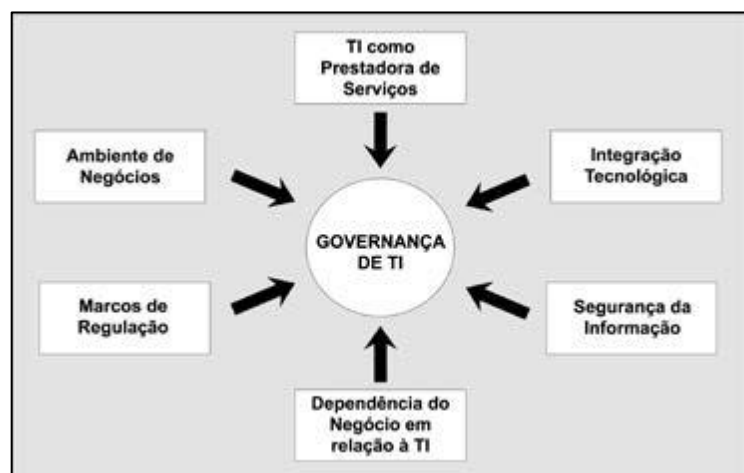 TI como
Prestadora de
Serviços
Ambiente de
Negócios
Integração
Tecnológica
GOVERNANÇA
DE TI
Marcos de
Regulação
Segurança da
Informação
Dependência do
Negócio em
relação à TI